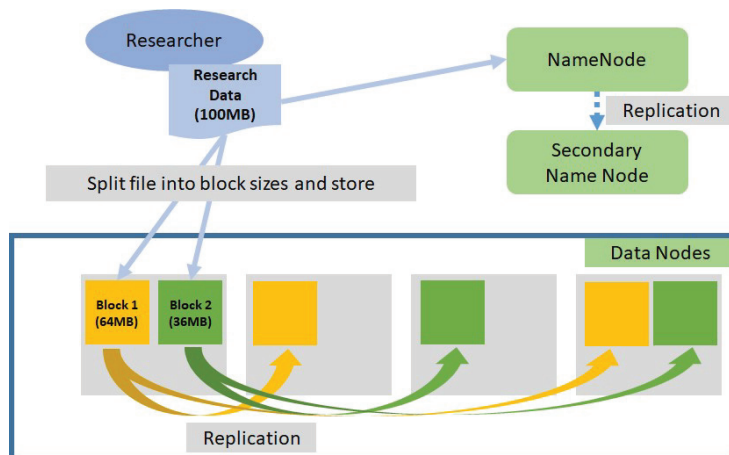 Researcher
Research
Data
(100MB)
NameNode
Replication
Secondary
Name Node
Split file into block sizes and store
Data Nodes
Block 1
(64MB)
Block 2
(36MB)
Replication